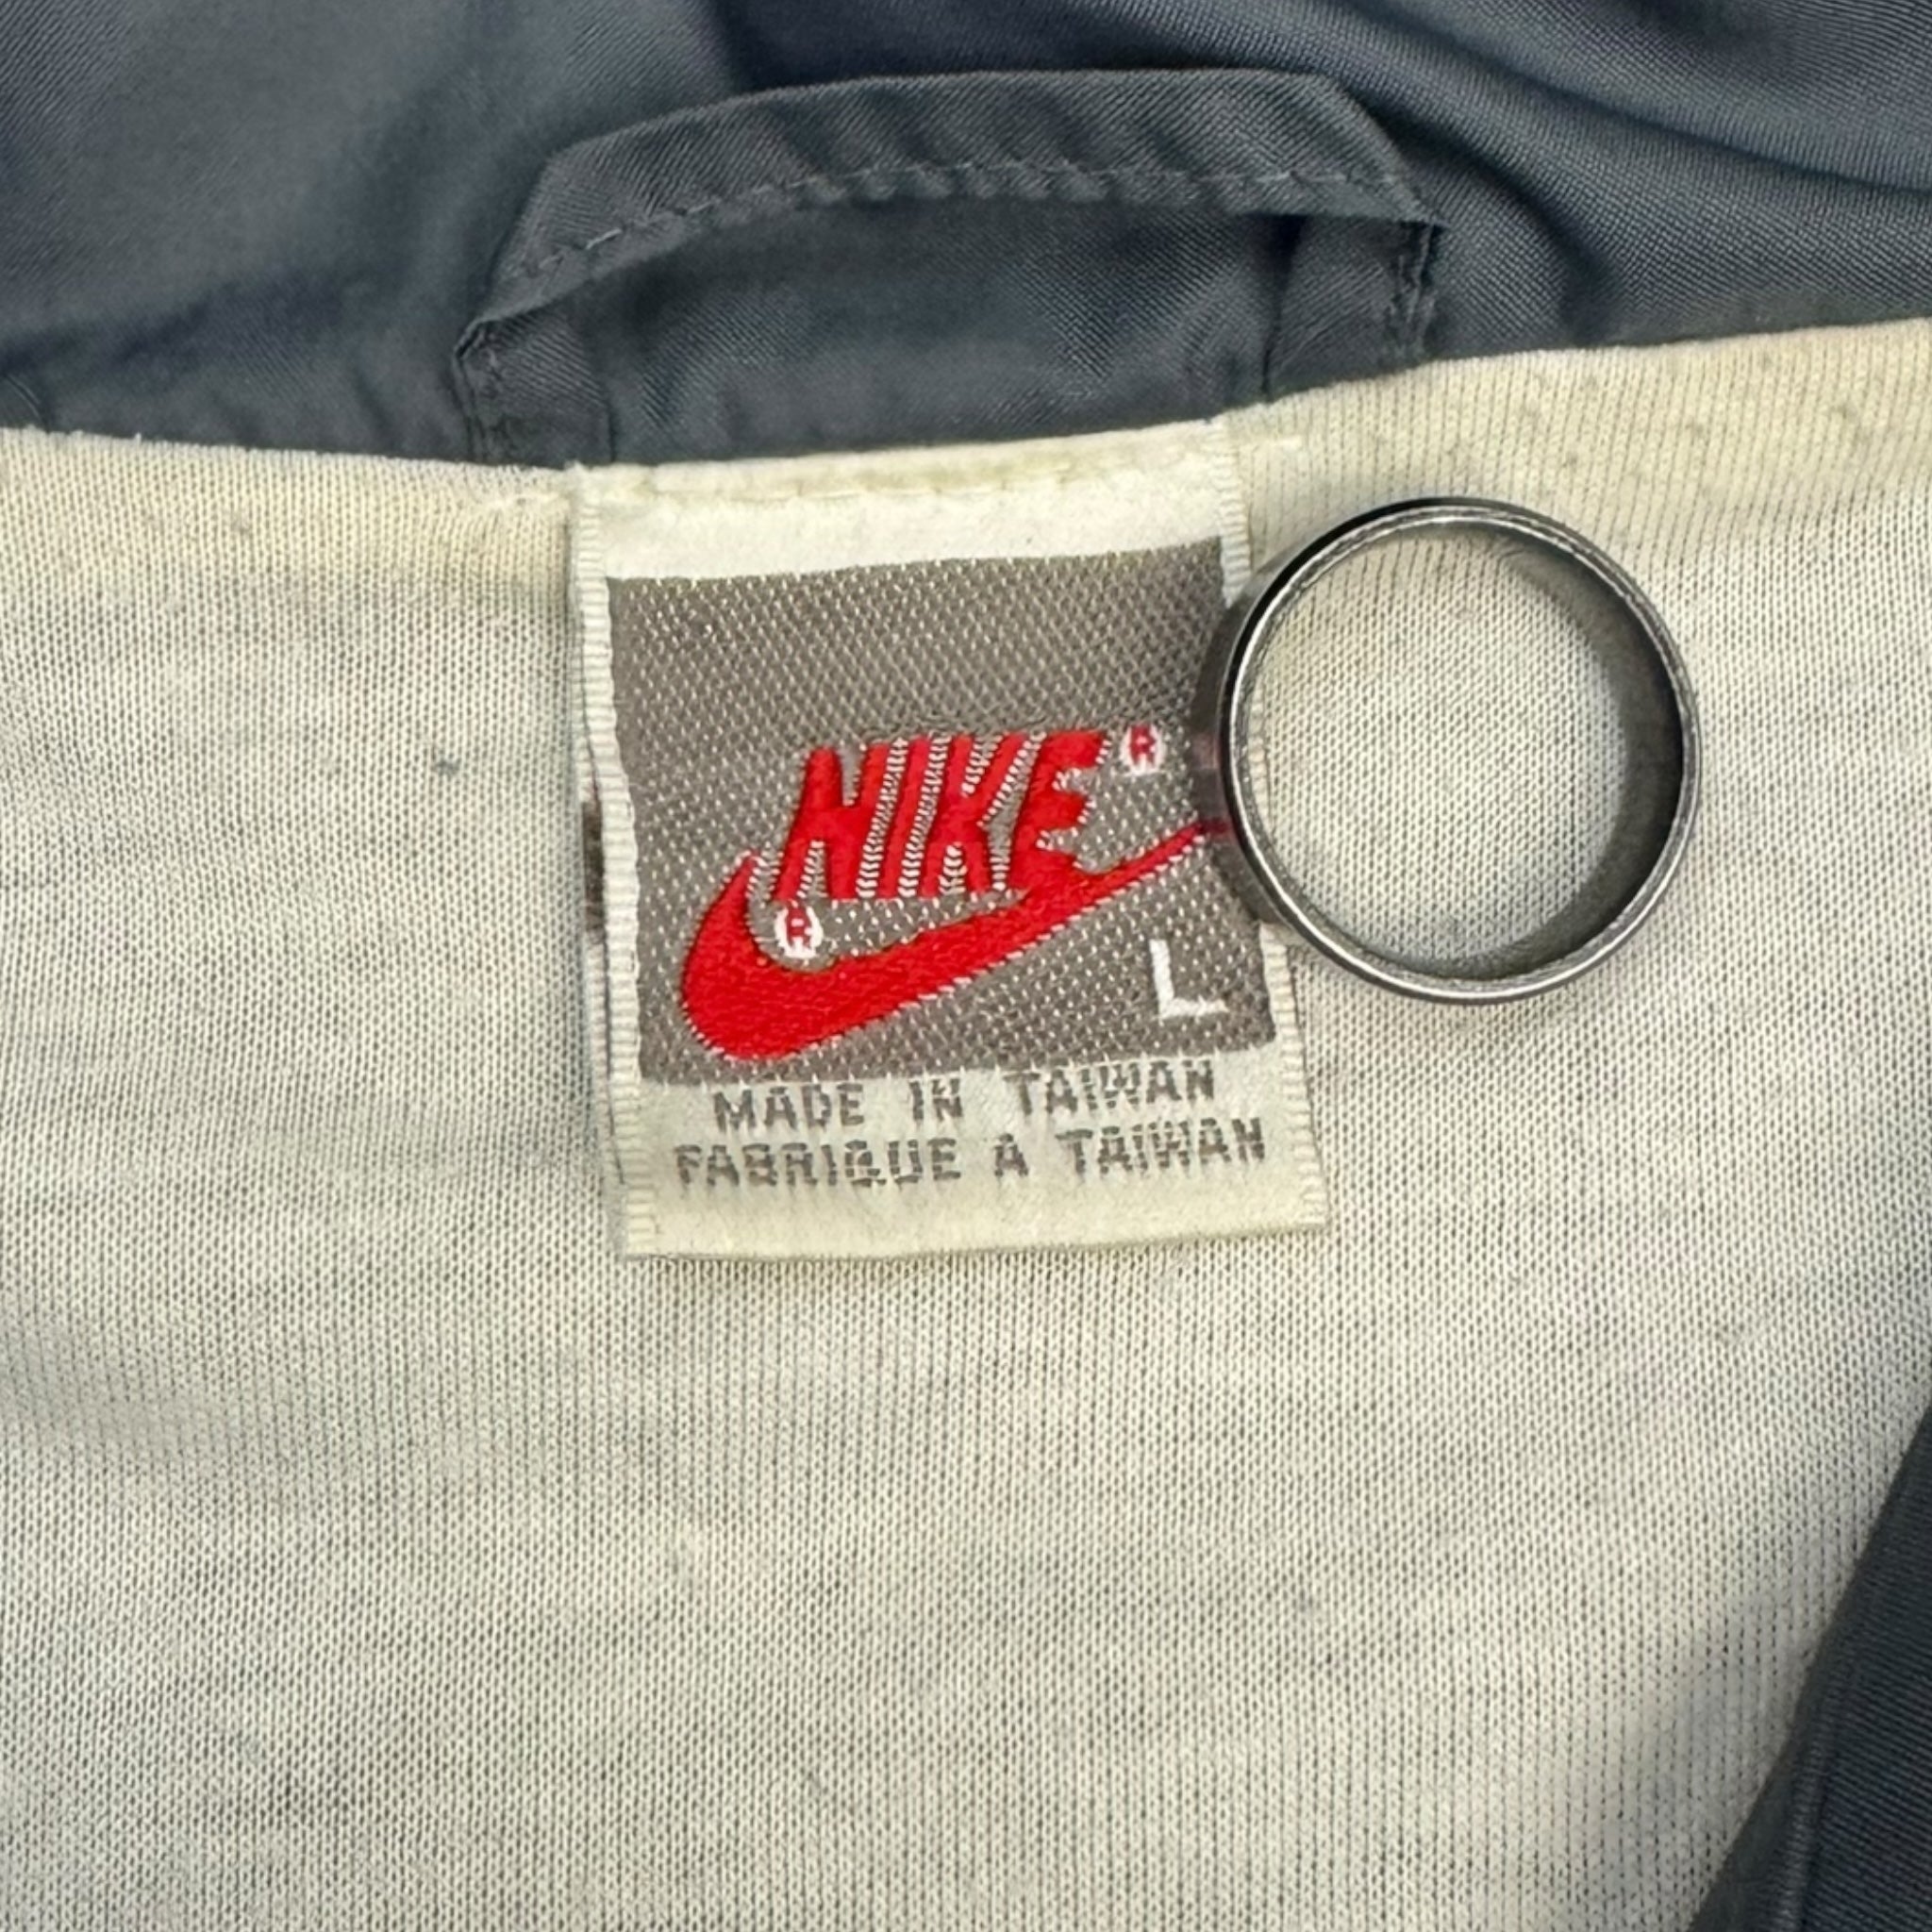 NIKE®
®
L
MADE IN TAIWAN
FABRIQUE A TAIWAN